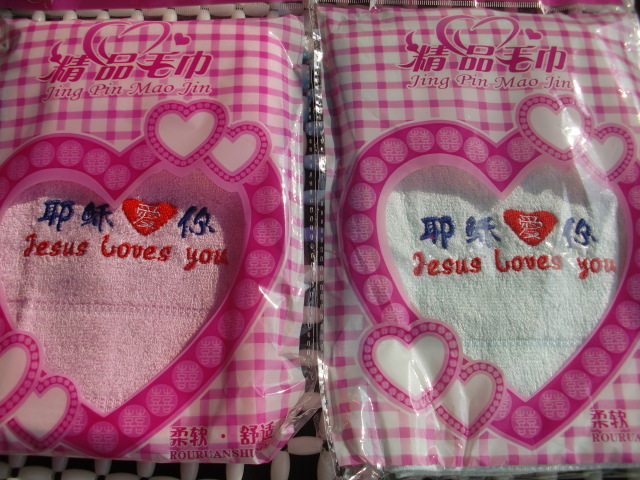 精品毛巾
Jing Pin Mao Jin
耶稣爱你
Jesus Loves you
柔软·舒适
ROURUANSHU
精品毛巾
Jing Pin Mao Jin
耶稣爱你
Jesus Loves you
柔软
ROURUAN